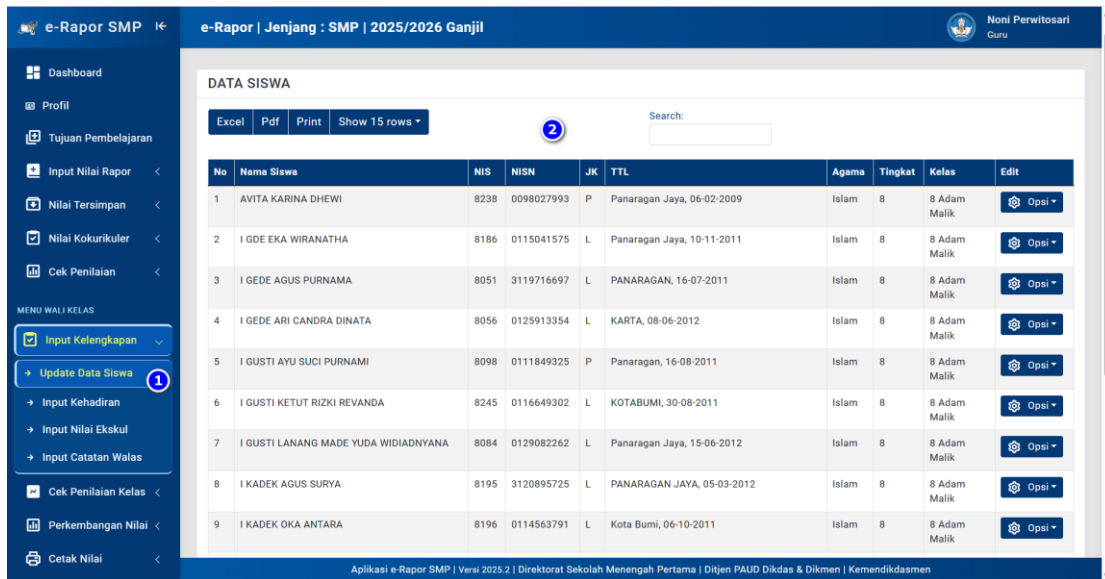 e-Rapor SMP
e-Rapor | Jenjang : SMP | 2025/2026 Ganjil
Noni Perwitosari
Guru
Dashboard
Profil
Tujuan Pembelajaran
Input Nilai Rapor
Nilai Tersimpan
Nilai Kokurikuler
Cek Penilaian
MENU WALI KELAS
Input Kelengkapan
Update Data Siswa
1
Input Kehadiran
Input Nilai Ekskul
Input Catatan Walas
Cek Penilaian Kelas
Perkembangan Nilai
Cetak Nilai
DATA SISWA
Excel Pdf Print Show 15 rows
2
Search:
No Nama Siswa NIS NISN JK TTL Agama Tingkat Kelas Edit
1 AVITA KARINA DHEWI 8238 0098027993 P Panaragan Jaya, 06-02-2009 Islam 8 8 Adam Opsi
Malik
2 I GDE EKA WIRANATHA 8186 0115041575 L Panaragan Jaya, 10-11-2011 Islam 8 8 Adam Opsi
Malik
3 I GEDE AGUS PURNAMA 8051 3119716697 L PANARAGAN, 16-07-2011 Islam 8 8 Adam Opsi
Malik
4 I GEDE ARI CANDRA DINATA 8056 0125913354 L KARTA, 08-06-2012 Islam 8 8 Adam Opsi
Malik
5 I GUSTI AYU SUCI PURNAMI 8098 0111849325 P Panaragan, 16-08-2011 Islam 8 8 Adam Opsi
Malik
6 I GUSTI KETUT RIZKI REVANDA 8245 0116649302 L KOTABUMI, 30-08-2011 Islam 8 8 Adam Opsi
Malik
7 I GUSTI LANANG MADE YUDA WIDIADNYANA 8084 0129082262 L Panaragan Jaya, 15-06-2012 Islam 8 8 Adam Opsi
Malik
8 I KADEK AGUS SURYA 8195 3120895725 L PANARAGAN JAYA, 05-03-2012 Islam 8 8 Adam Opsi
Malik
9 I KADEK OKA ANTARA 8196 0114563791 L Kota Bumi, 06-10-2011 Islam 8 8 Adam Opsi
Malik
Aplikasi e-Rapor SMP | Versi 2025.2 | Direktorat Sekolah Menengah Pertama | Ditjen PAUD Dikdas & Dikmen | Kemendikdasmen